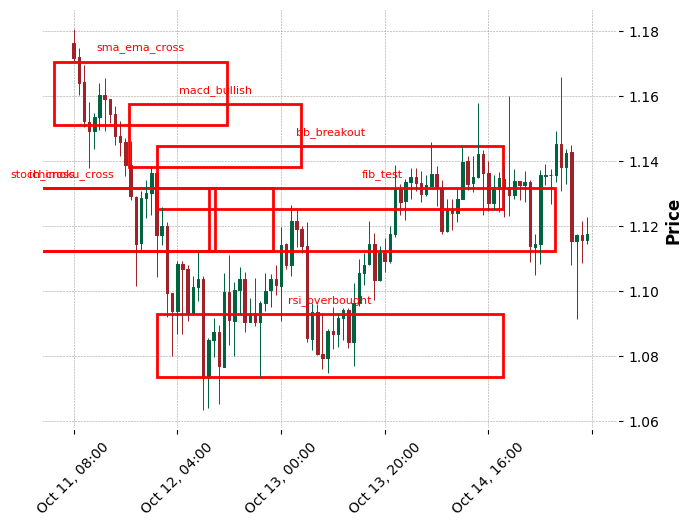 sma_ema_cross
macd_bullish
bb_breakout
ichimoku_cross
fib_test
rsi_overbought
1.18
1.16
1.14
1.12
1.10
1.08
1.06
Price
Oct 11, 08:00
Oct 12, 04:00
Oct 13, 00:00
Oct 13, 20:00
Oct 14, 16:00